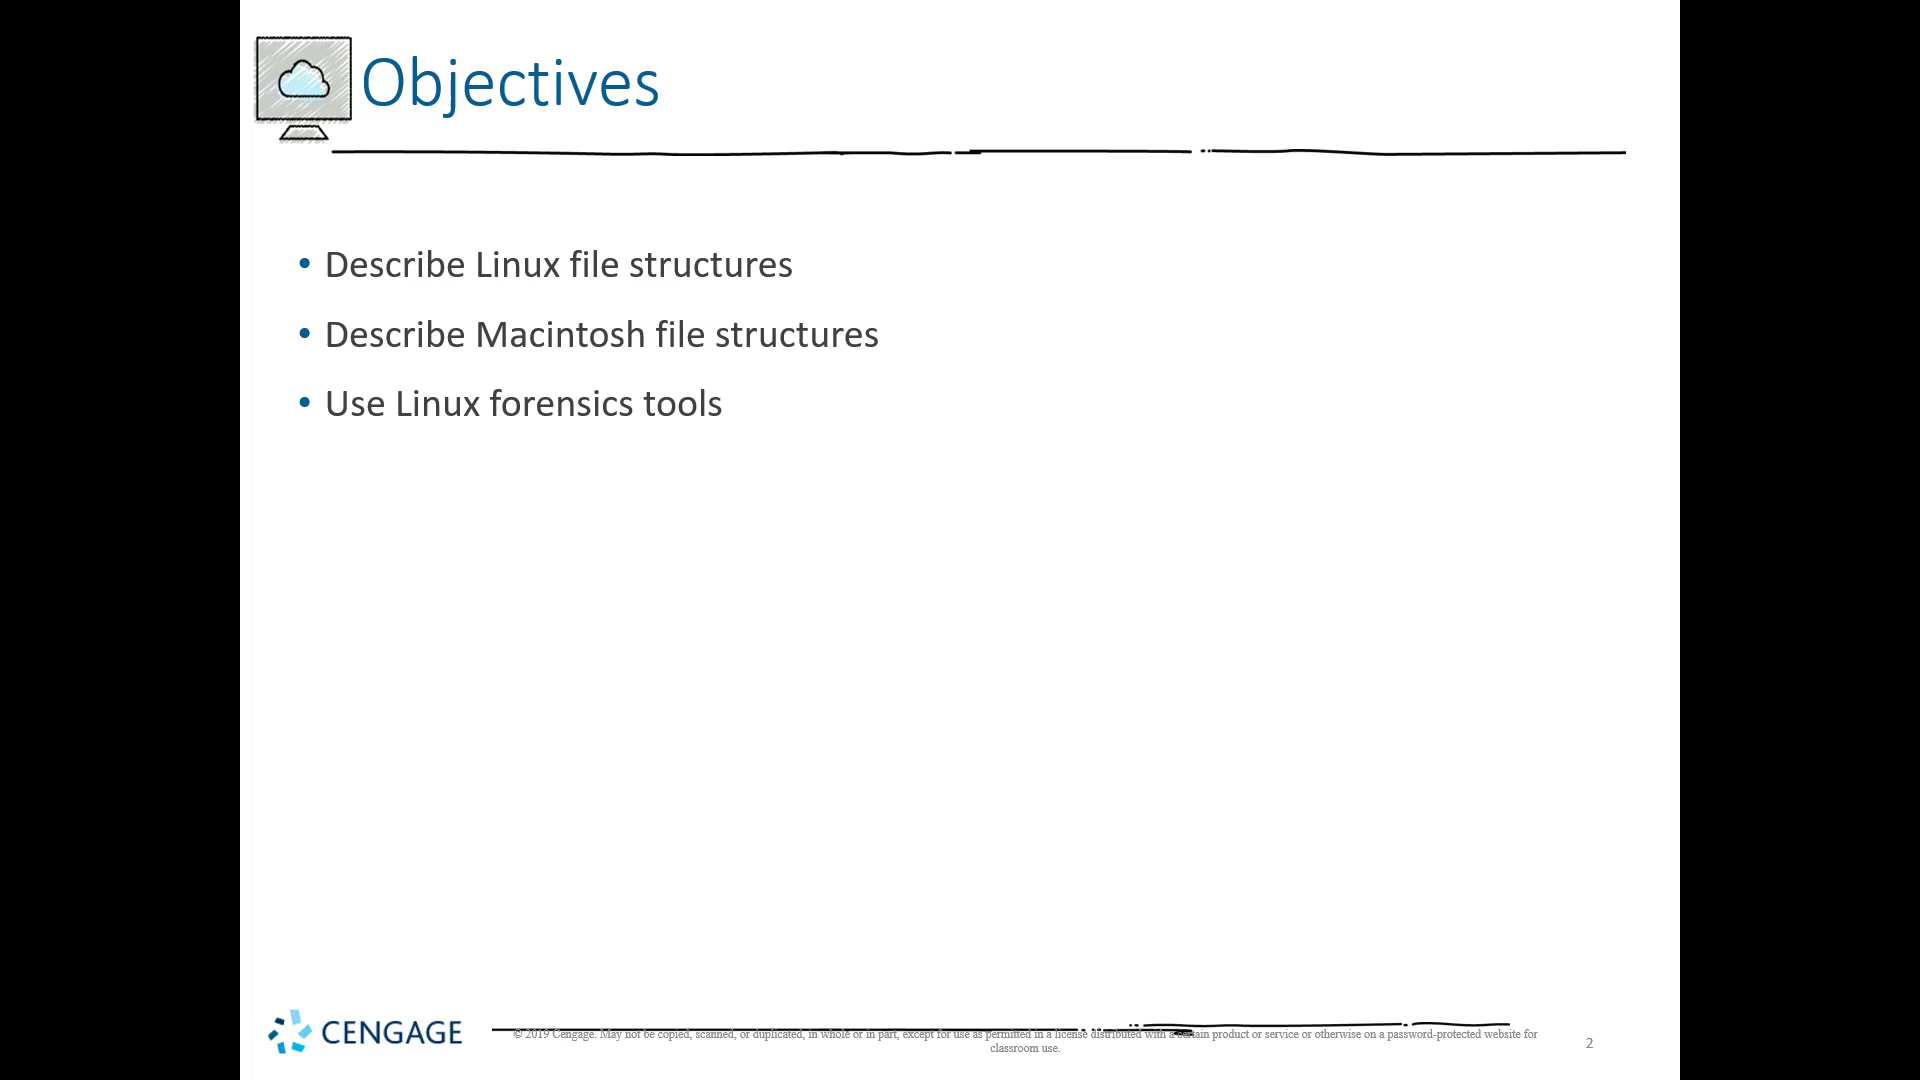 Objectives
• Describe Linux file structures
• Describe Macintosh file structures
• Use Linux forensics tools
CENGAGE
© 2019 Cengage. May not be copied, scanned, or duplicated, in whole or in part, except for use as permitted in a license distributed with a certain product or service or otherwise on a password-protected website for
classroom use.
2